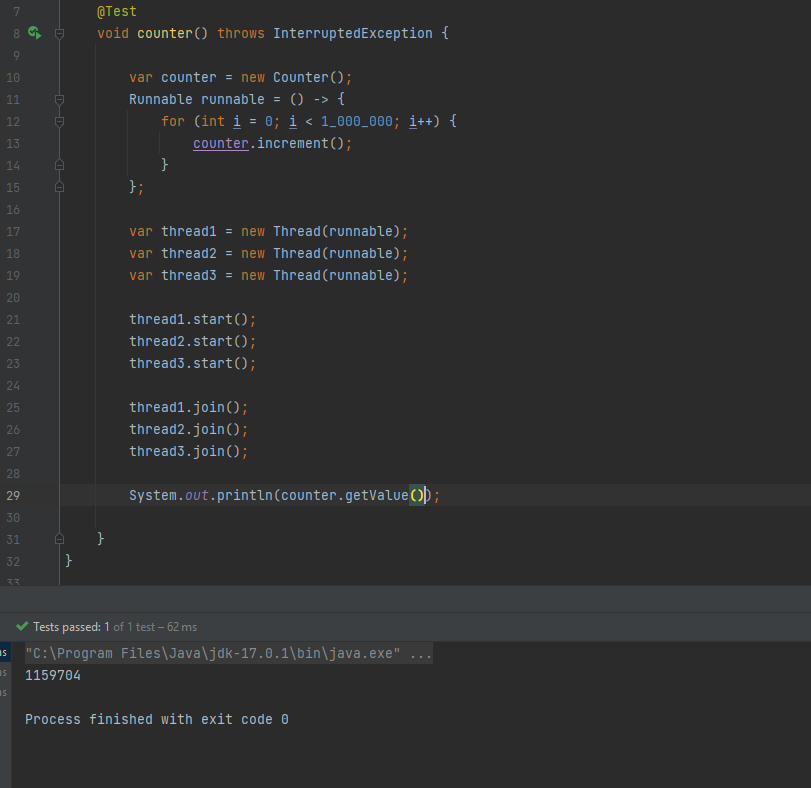 7 @Test
8 void counter() throws InterruptedException {
9
10 var counter = new Counter();
11 Runnable runnable = () -> {
12 for (int i = 0; i < 1_000_000; i++) {
13 counter.increment();
14 }
15 };
16
17 var thread1 = new Thread(runnable);
18 var thread2 = new Thread(runnable);
19 var thread3 = new Thread(runnable);
20
21 thread1.start();
22 thread2.start();
23 thread3.start();
24
25 thread1.join();
26 thread2.join();
27 thread3.join();
28
29 System.out.println(counter.getValue());
30
31 }
32 }
33
Tests passed: 1 of 1 test – 62 ms
ms "C:\Program Files\Java\jdk-17.0.1\bin\java.exe" ...
ms 1159704
ms
Process finished with exit code 0